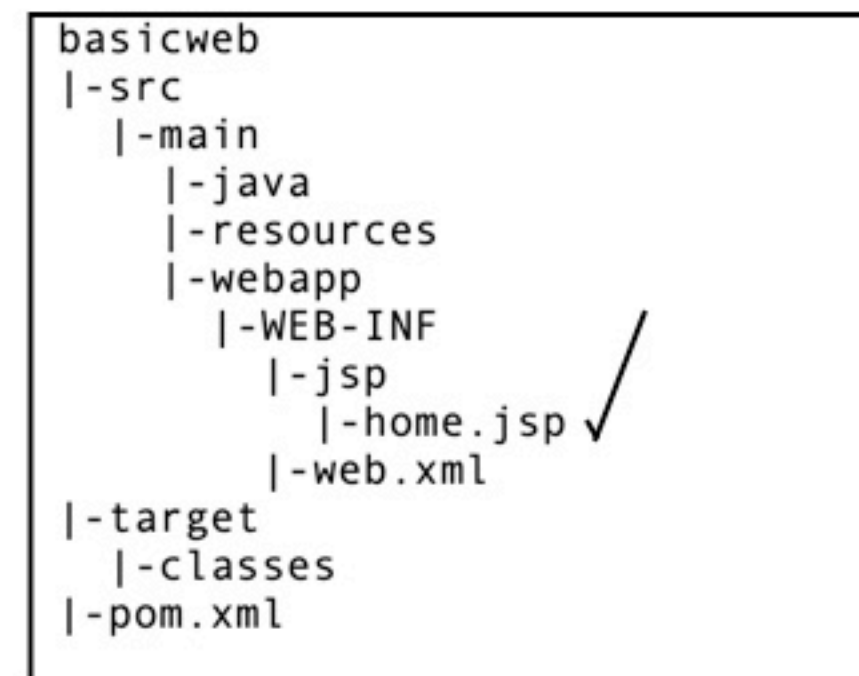 basicweb
|-src
|-main
|-java
|-resources
|-webapp
|-WEB-INF
|-jsp
|-home.jsp
|-web.xml
|-target
|-classes
|-pom.xml